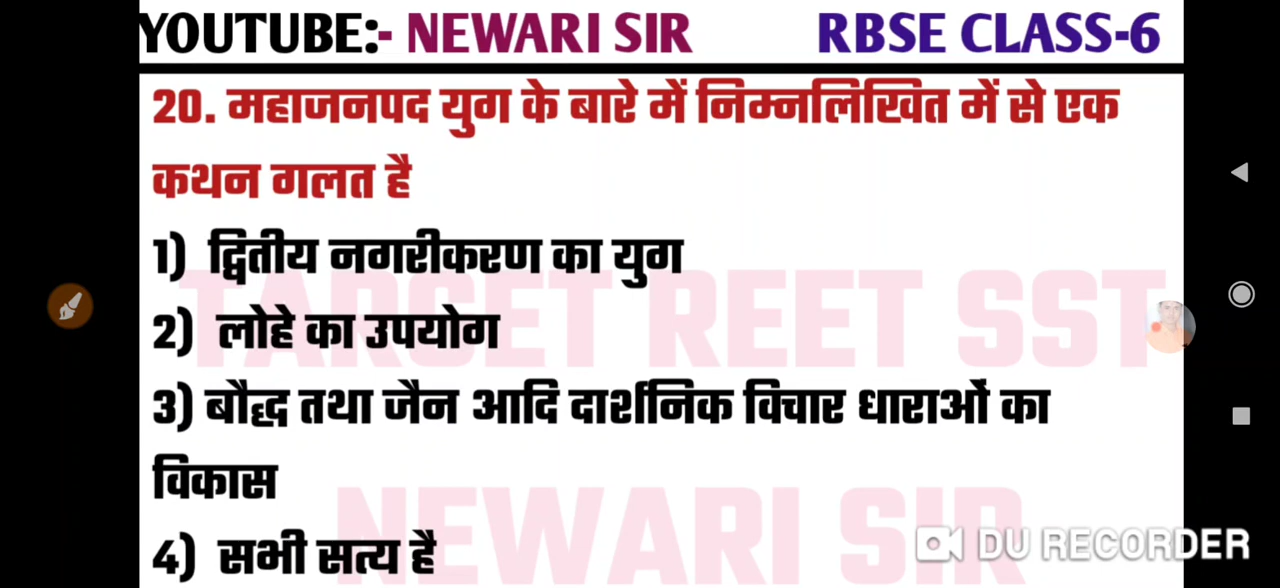 YOUTUBE:- NEWARI SIR RBSE CLASS-6
20. महाजनपद युग के बारे में निम्नलिखित में से एक
कथन गलत है
1) द्वितीय नगरीकरण का युग
2) लोहे का उपयोग
3) बौद्ध तथा जैन आदि दार्शनिक विचार धाराओं का
विकास
4) सभी सत्य है
TARGET REET SST
NEWARI SIR
DU RECORDER